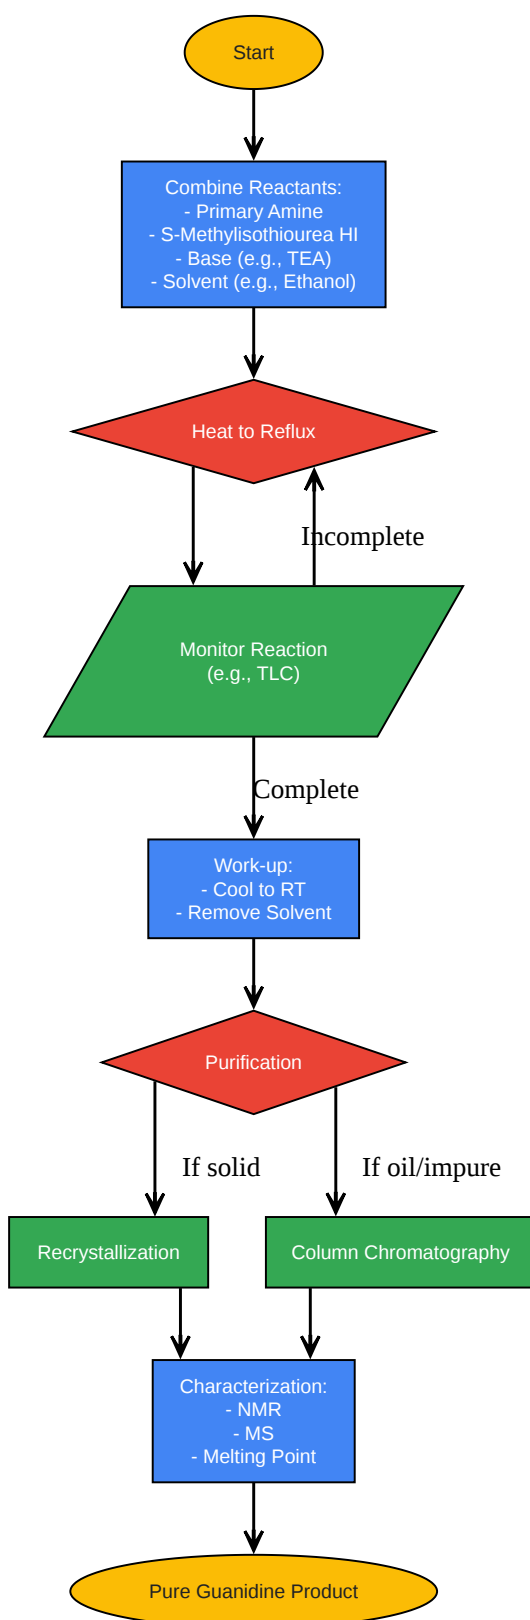 Start
Combine Reactants:
- Primary Amine
- S-Methylisothiourea HI
- Base (e.g., TEA)
- Solvent (e.g., Ethanol)
Heat to Reflux
Incomplete
Monitor Reaction
(e.g., TLC)
Complete
Work-up:
- Cool to RT
- Remove Solvent
Purification
If solid
If oil/impure
Recrystallization
Column Chromatography
Characterization:
- NMR
- MS
- Melting Point
Pure Guanidine Product